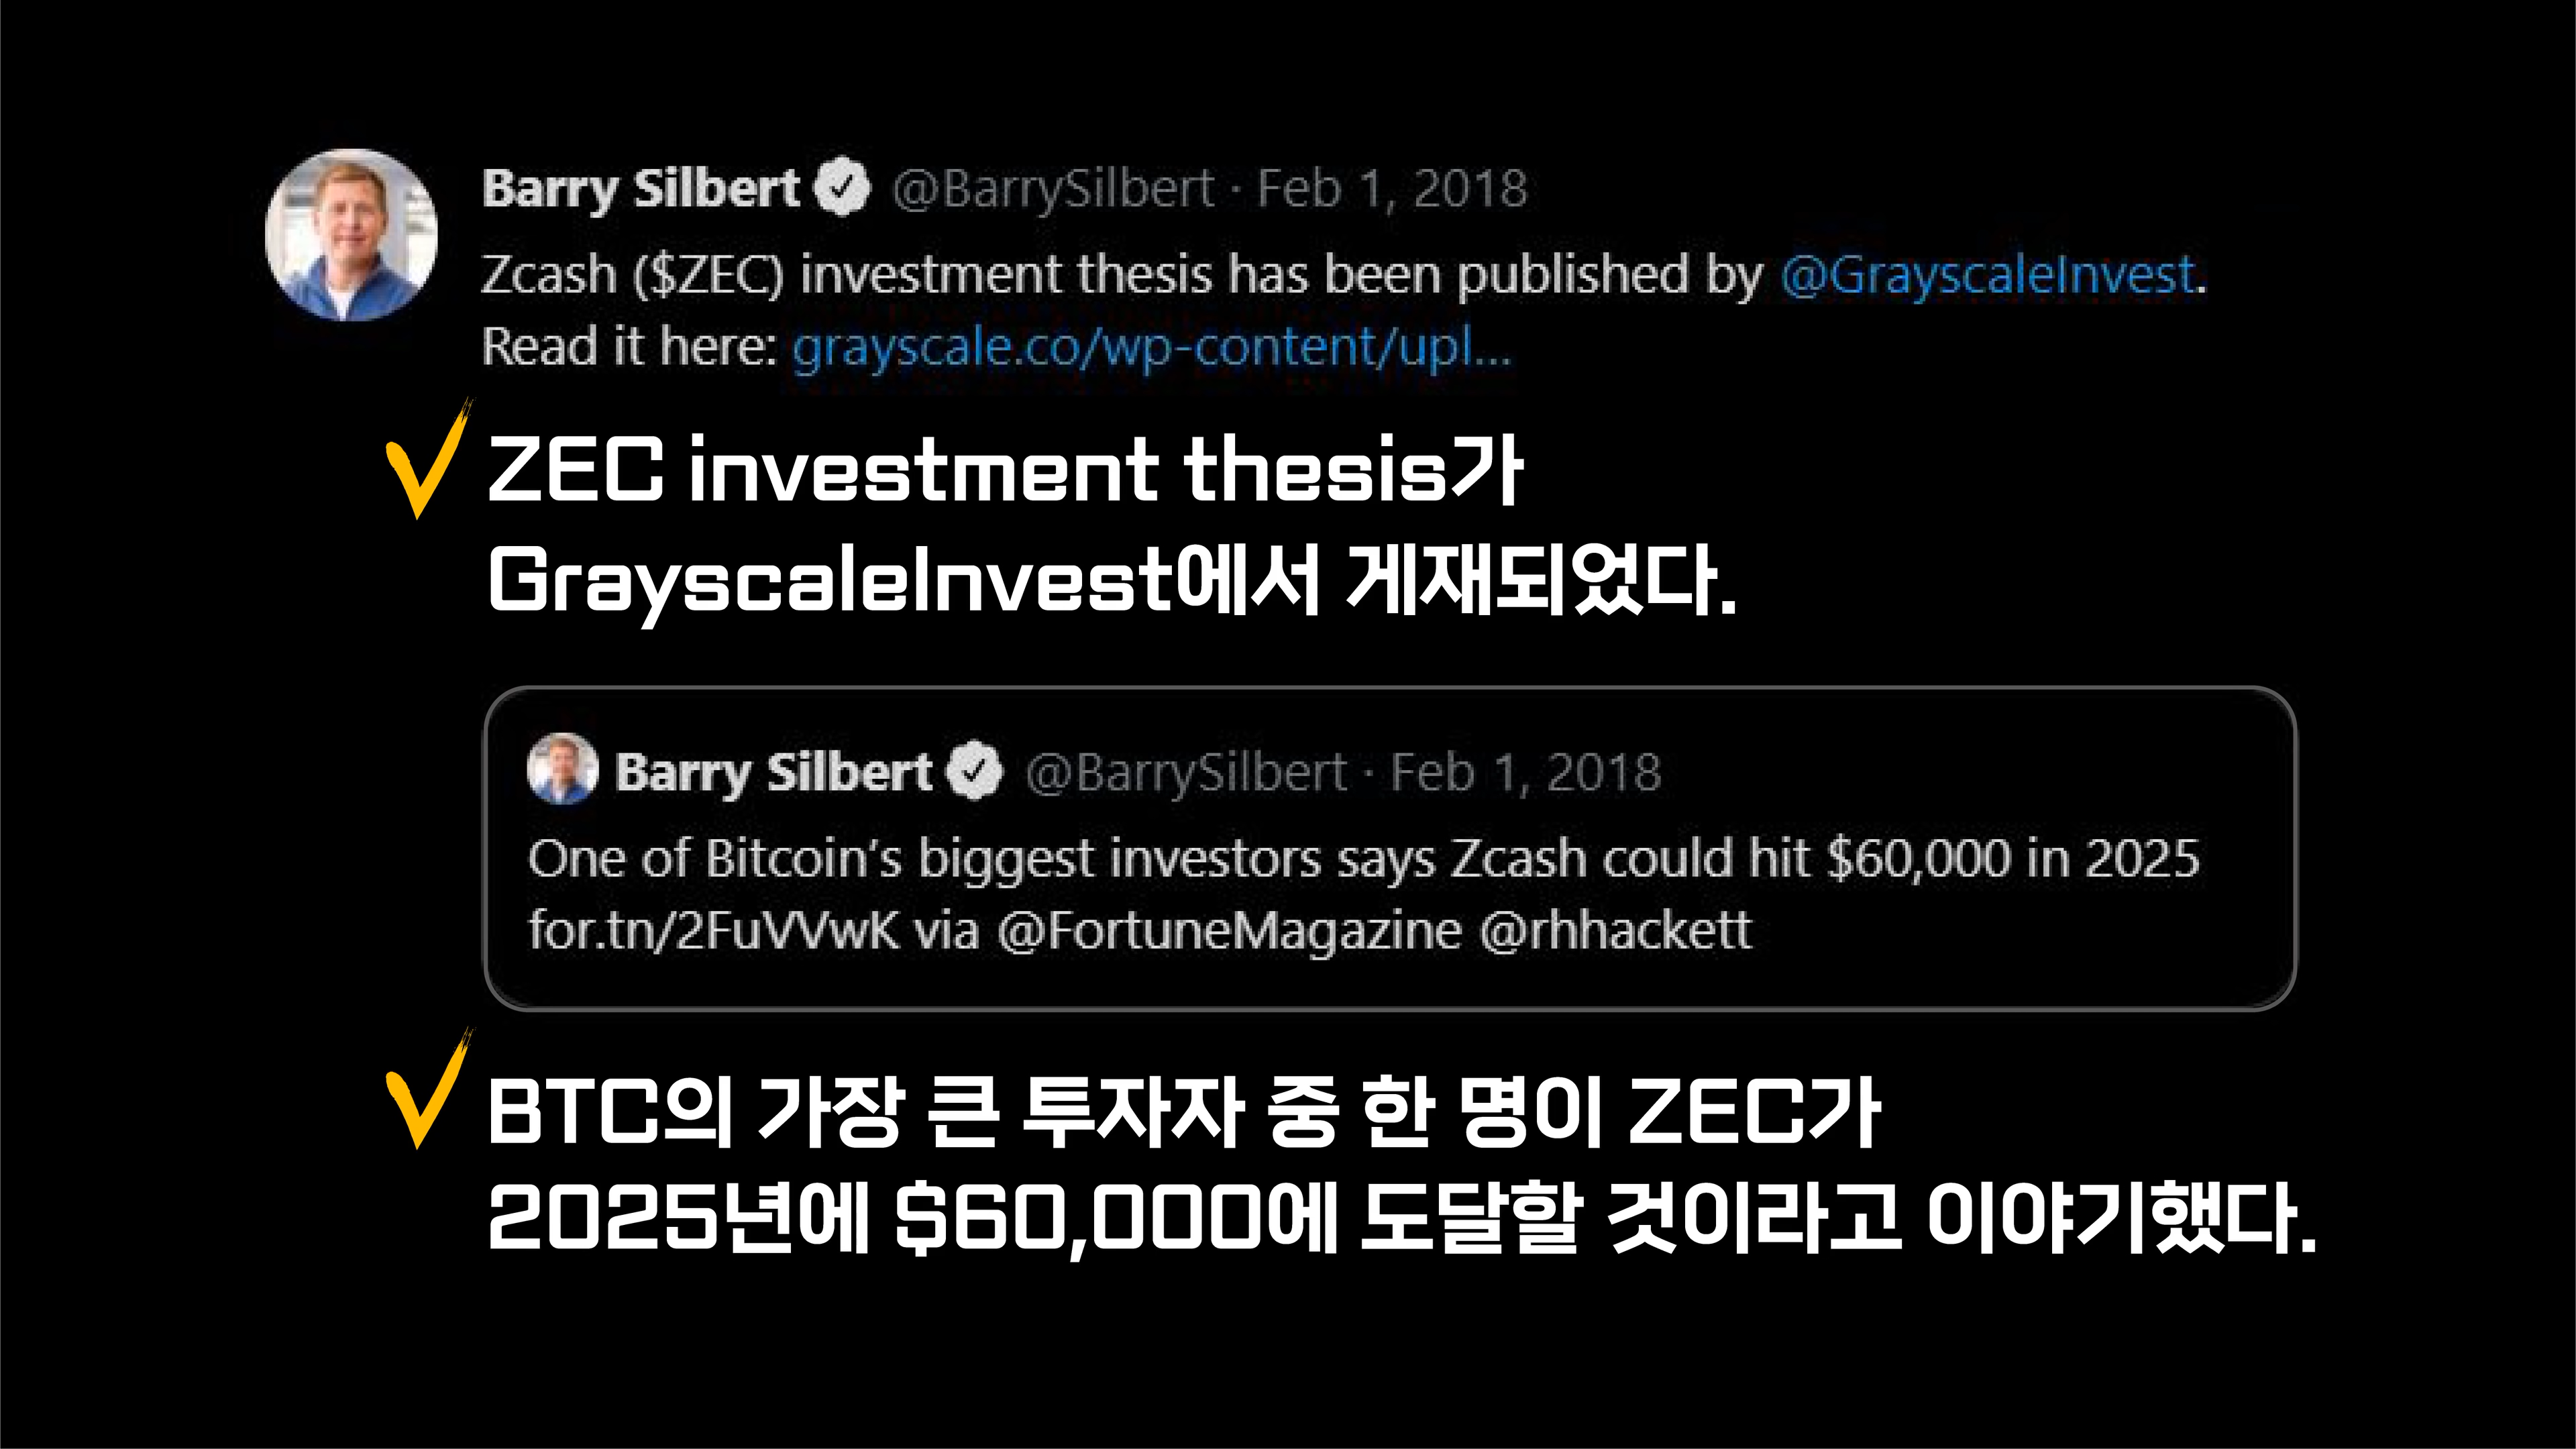 Barry Silbert @BarrySilbert · Feb 1, 2018
Zcash ($ZEC) investment thesis has been published by @GrayscaleInvest.
Read it here: grayscale.co/wp-content/upl...
ZEC investment thesis가
GrayscaleInvest에서 게재되었다.
Barry Silbert @BarrySilbert · Feb 1, 2018
One of Bitcoin’s biggest investors says Zcash could hit $60,000 in 2025
for.tn/2FuVVwK via @FortuneMagazine @rhhackett
BTC의 가장 큰 투자자 중 한 명이 ZEC가
2025년에 $60,000에 도달할 것이라고 이야기했다.